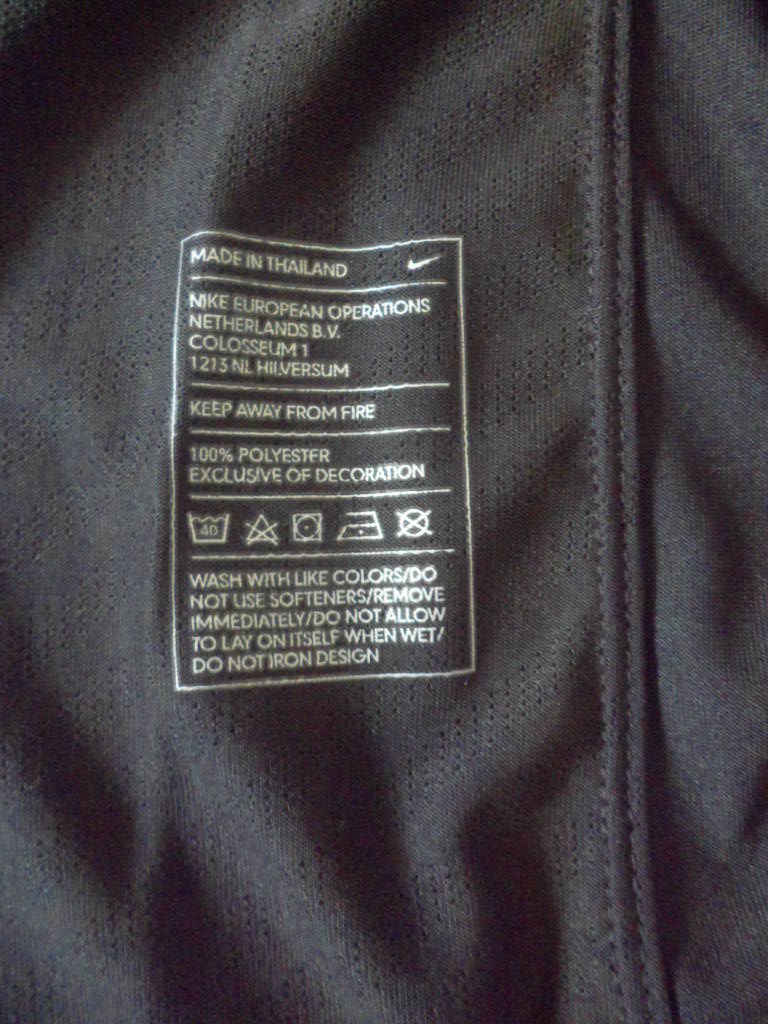 MADE IN THAILAND
NIKE EUROPEAN OPERATIONS
NETHERLANDS B.V.
COLOSSEUM 1
1213 NL HILVERSUM
KEEP AWAY FROM FIRE
100% POLYESTER
EXCLUSIVE OF DECORATION
40
WASH WITH LIKE COLORS/DO
NOT USE SOFTENERS/REMOVE
IMMEDIATELY/DO NOT ALLOW
TO LAY ON ITSELF WHEN WET/
DO NOT IRON DESIGN